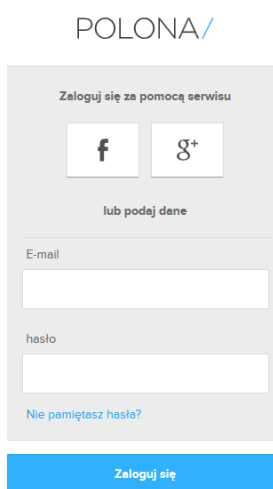 POLONA/
Zaloguj się za pomocą serwisu
f g+
lub podaj dane
E-mail
hasło
Nie pamiętasz hasła?
Zaloguj się